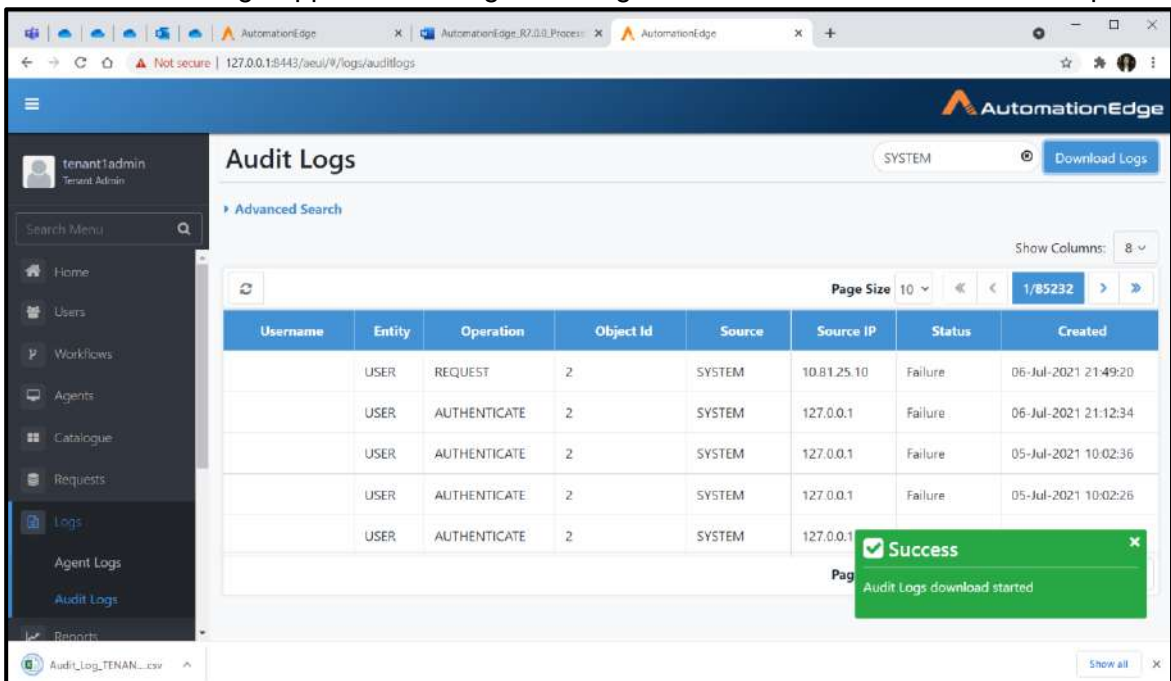 AutomationEdge
AutomationEdge_R7.0.0_Process
AutomationEdge
Not secure | 127.0.0.1:8443/aeui/#/logs/auditlogs
AutomationEdge
tenant1admin
Tenant Admin
Audit Logs
SYSTEM
Download Logs
Advanced Search
Search Menu
Show Columns: 8
Home
Page Size 10
« < 1/85232 > »
Users
Username Entity Operation Object Id Source Source IP Status Created
Workflows
USER REQUEST 2 SYSTEM 10.81.25.10 Failure 06-Jul-2021 21:49:20
Agents
USER AUTHENTICATE 2 SYSTEM 127.0.0.1 Failure 06-Jul-2021 21:12:34
Catalogue
USER AUTHENTICATE 2 SYSTEM 127.0.0.1 Failure 05-Jul-2021 10:02:36
Requests
USER AUTHENTICATE 2 SYSTEM 127.0.0.1 Failure 05-Jul-2021 10:02:26
Logs
USER AUTHENTICATE 2 SYSTEM 127.0.0.1
Success
Agent Logs
Pag
Audit Logs download started
Audit Logs
Reports
Audit_Log_TENAN....csv
Show all